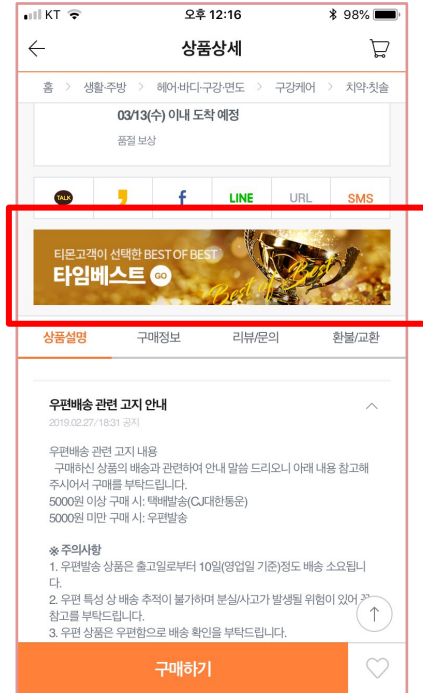 KT 오후 12:16 98%
상품상세
홈 > 생활·주방 > 헤어·바디·구강·면도 > 구강케어 > 치약·칫솔
03/13(수) 이내 도착 예정
품절 보상
TALK LINE URL SMS
티몬고객이 선택한 BEST OF BEST
타임베스트 GO
Best of Best
상품설명 구매정보 리뷰/문의 환불/교환
우편배송 관련 고지 안내
2019.02.27/18:31 공지
우편배송 관련 고지 내용
구매하신 상품의 배송과 관련하여 안내 말씀 드리오니 아래 내용 참고해
주시어서 구매를 부탁드립니다.
5000원 이상 구매 시: 택배발송(CJ대한통운)
5000원 미만 구매 시: 우편발송
※ 주의사항
1. 우편발송 상품은 출고일로부터 10일(영업일 기준)정도 배송 소요됩니
다.
2. 우편 특성 상 배송 추적이 불가하며 분실/사고가 발생될 위험이 있어
참고를 부탁드립니다.
3. 우편 상품은 우편함으로 배송 확인을 부탁드립니다.
구매하기